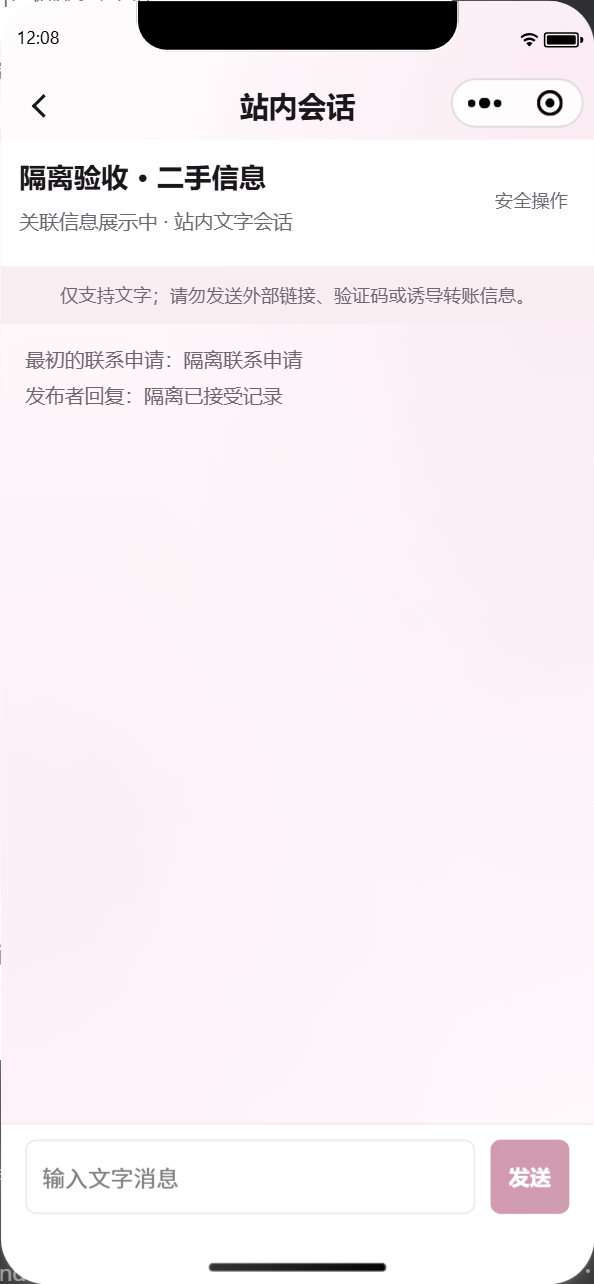 12:08
站内会话
隔离验收·二手信息
关联信息展示中·站内文字会话
安全操作
仅支持文字；请勿发送外部链接、验证码或诱导转账信息。
最初的联系申请：隔离联系申请
发布者回复：隔离已接受记录
输入文字消息
发送